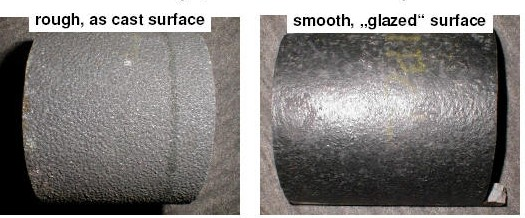 rough, as cast surface
smooth, „glazed“ surface